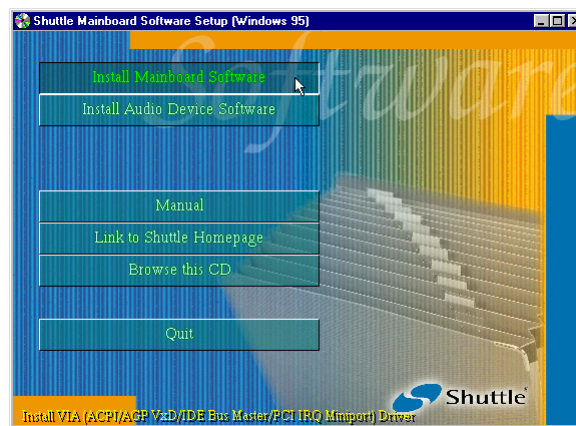 Shuttle Mainboard Software Setup (Windows 95)
Software
Install Mainboard Software
Install Audio Device Software
Manual
Link to Shuttle Homepage
Browse this CD
Quit
Shuttle
Install VIA (ACPI/AGP VxD/IDE Bus Master/PCI IRQ Miniport) Driver